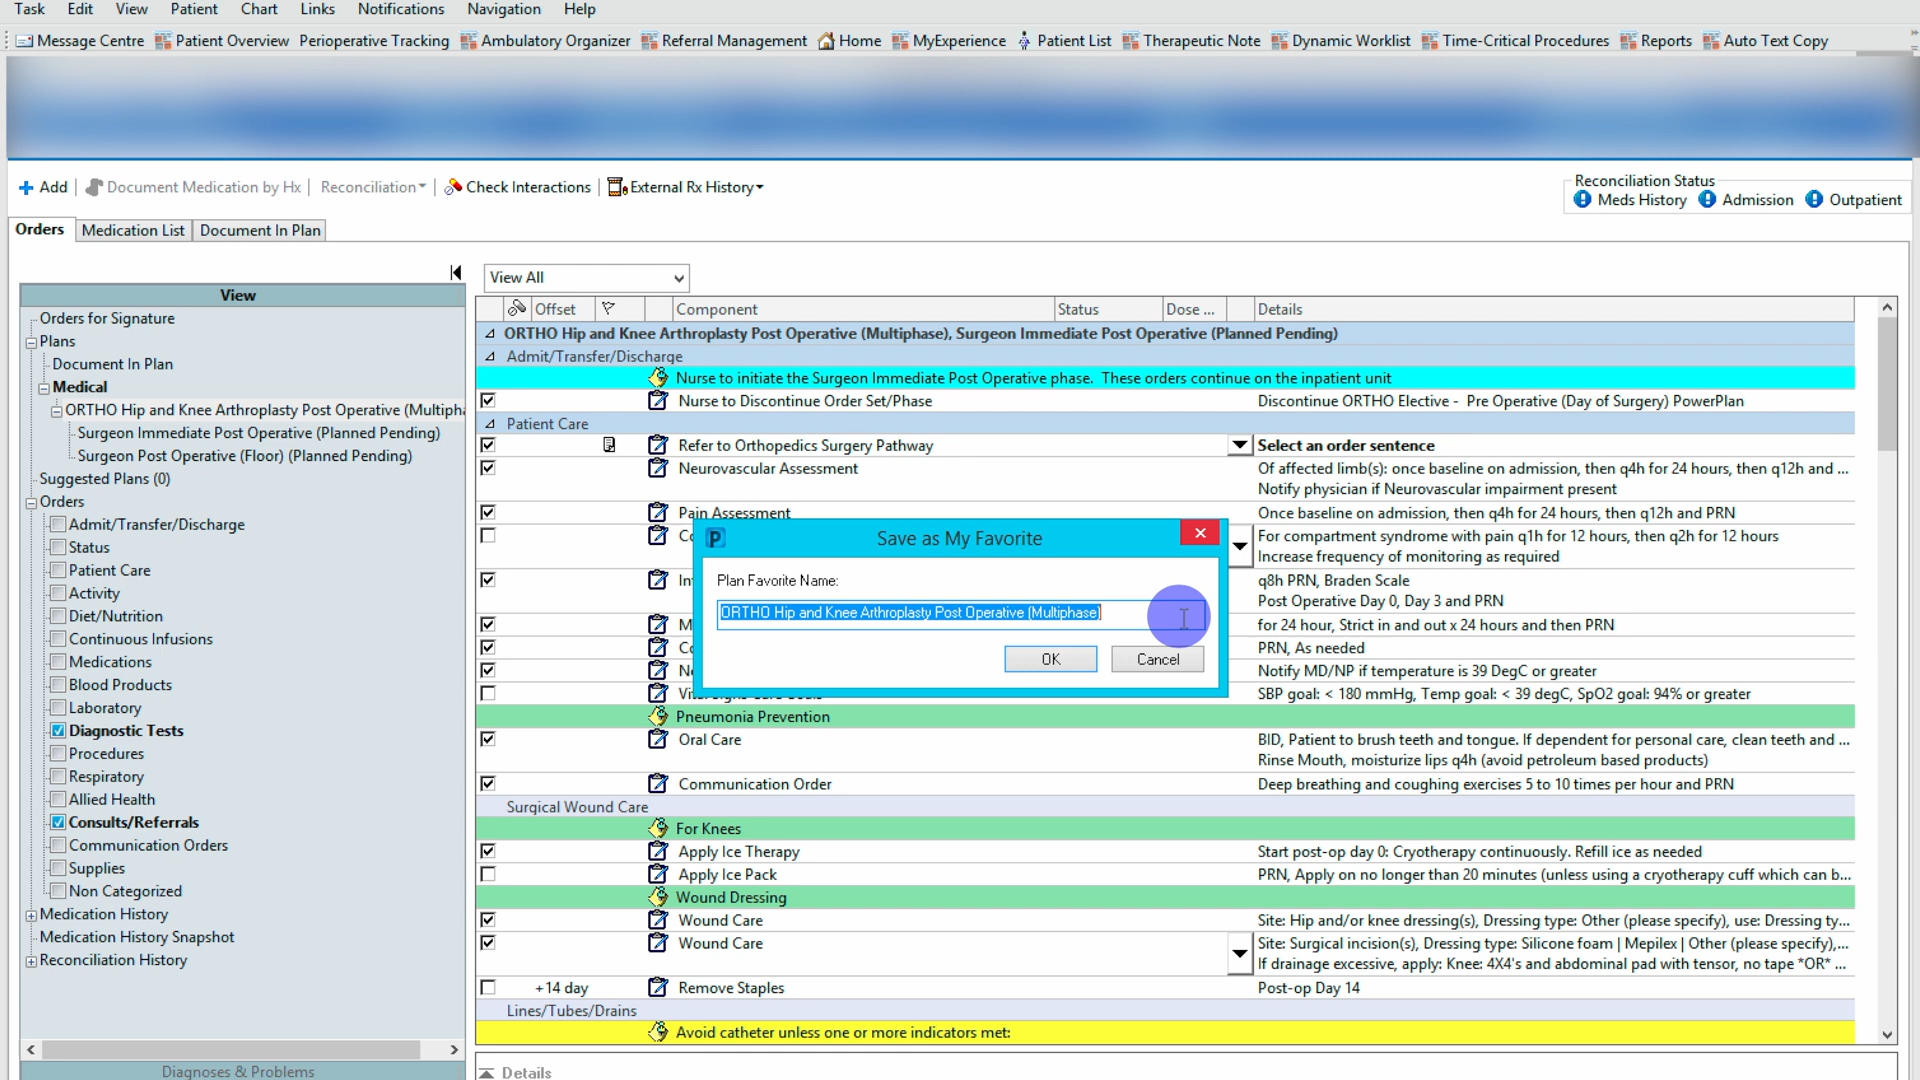 Task Edit View Patient Chart Links Notifications Navigation Help
Message Centre Patient Overview Perioperative Tracking Ambulatory Organizer Referral Management Home MyExperience Patient List Therapeutic Note Dynamic Worklist Time-Critical Procedures Reports Auto Text Copy
Add Document Medication by Hx Reconciliation Check Interactions External Rx History
Reconciliation Status
Meds History Admission Outpatient
Orders Medication List Document In Plan
View All
View
Orders for Signature
Plans
Document In Plan
Medical
ORTHO Hip and Knee Arthroplasty Post Operative (Multipha
Surgeon Immediate Post Operative (Planned Pending)
Surgeon Post Operative (Floor) (Planned Pending)
Suggested Plans (0)
Orders
Admit/Transfer/Discharge
Status
Patient Care
Activity
Diet/Nutrition
Continuous Infusions
Medications
Blood Products
Laboratory
Diagnostic Tests
Procedures
Respiratory
Allied Health
Consults/Referrals
Communication Orders
Supplies
Non Categorized
Medication History
Medication History Snapshot
Reconciliation History
Diagnoses & Problems
Offset Component Status Dose ... Details
ORTHO Hip and Knee Arthroplasty Post Operative (Multiphase), Surgeon Immediate Post Operative (Planned Pending)
Admit/Transfer/Discharge
Nurse to initiate the Surgeon Immediate Post Operative phase. These orders continue on the inpatient unit
Nurse to Discontinue Order Set/Phase Discontinue ORTHO Elective - Pre Operative (Day of Surgery) PowerPlan
Patient Care
Refer to Orthopedics Surgery Pathway Select an order sentence
Neurovascular Assessment Of affected limb(s): once baseline on admission, then q4h for 24 hours, then q12h and ...
Notify physician if Neurovascular impairment present
Pain Assessment Once baseline on admission, then q4h for 24 hours, then q12h and PRN
For compartment syndrome with pain q1h for 12 hours, then q2h for 12 hours
Increase frequency of monitoring as required
q8h PRN, Braden Scale
Post Operative Day 0, Day 3 and PRN
for 24 hour, Strict in and out x 24 hours and then PRN
PRN, As needed
Notify MD/NP if temperature is 39 DegC or greater
SBP goal: < 180 mmHg, Temp goal: < 39 degC, SpO2 goal: 94% or greater
Save as My Favorite
Plan Favorite Name:
ORTHO Hip and Knee Arthroplasty Post Operative (Multiphase)
OK Cancel
Pneumonia Prevention
Oral Care BID, Patient to brush teeth and tongue. If dependent for personal care, clean teeth and ...
Rinse Mouth, moisturize lips q4h (avoid petroleum based products)
Communication Order Deep breathing and coughing exercises 5 to 10 times per hour and PRN
Surgical Wound Care
For Knees
Apply Ice Therapy Start post-op day 0: Cryotherapy continuously. Refill ice as needed
Apply Ice Pack PRN, Apply on no longer than 20 minutes (unless using a cryotherapy cuff which can b...
Wound Dressing
Wound Care Site: Hip and/or knee dressing(s), Dressing type: Other (please specify), use: Dressing ty...
Wound Care Site: Surgical incision(s), Dressing type: Silicone foam | Mepilex | Other (please specify),...
If drainage excessive, apply: Knee: 4X4's and abdominal pad with tensor, no tape *OR* ...
+14 day Remove Staples Post-op Day 14
Lines/Tubes/Drains
Avoid catheter unless one or more indicators met:
Details